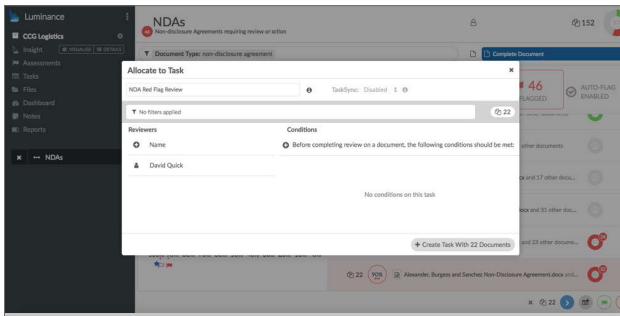 Luminance
CCG Logistics
Insight VISUALISE DETAILS
Assessments
Tasks
Files
Dashboard
Notes
Reports
× NDAs
NDAs
Non-disclosure Agreements requiring review or action
152
Document Type: non-disclosure agreement
Complete Document
Allocate to Task ×
NDA Red Flag Review TaskSync: Disabled
No filters applied 22
Reviewers Conditions
Name Before completing review on a document, the following conditions should be met:
David Quick
No conditions on this task
+ Create Task With 22 Documents
46
FLAGGED
AUTO-FLAG
ENABLED
other documents
and 17 other docu...
and 31 other doc...
and 23 other docume...
22 90% Alexander, Burgess and Sanchez Non-Disclosure Agreement.docx and...
× 22